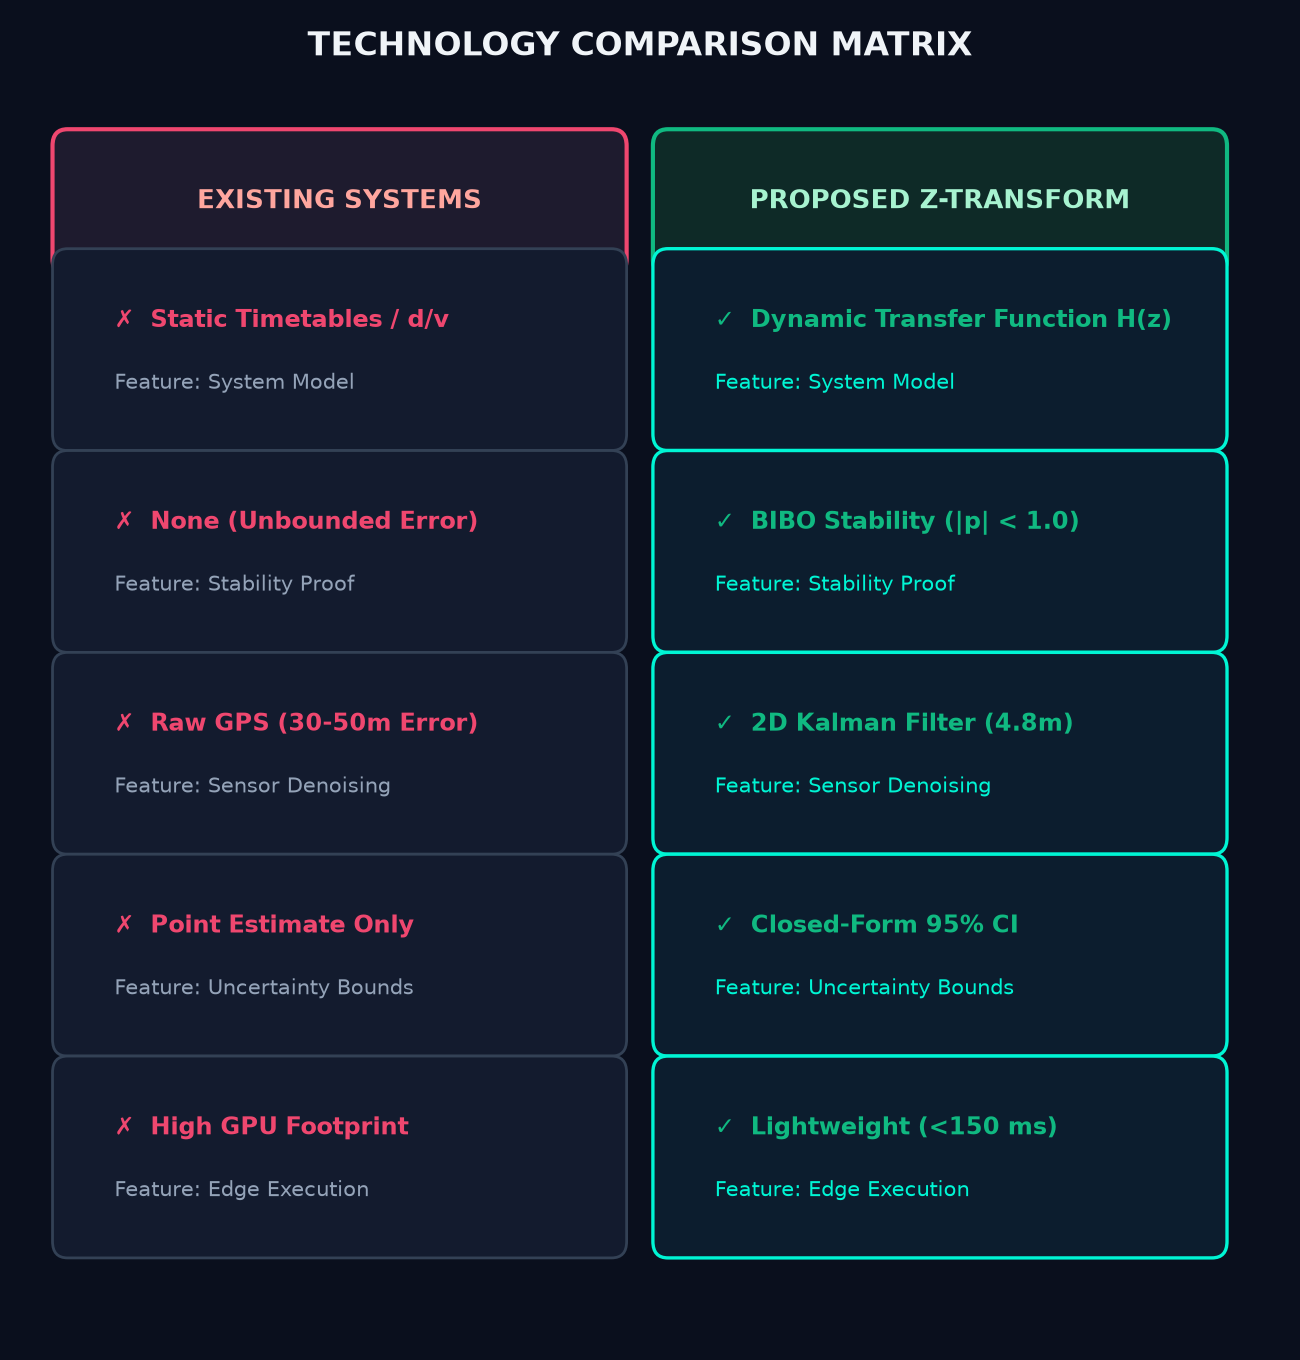 TECHNOLOGY COMPARISON MATRIX
EXISTING SYSTEMS
✗ Static Timetables / d/v
Feature: System Model
✗ None (Unbounded Error)
Feature: Stability Proof
✗ Raw GPS (30-50m Error)
Feature: Sensor Denoising
✗ Point Estimate Only
Feature: Uncertainty Bounds
✗ High GPU Footprint
Feature: Edge Execution
PROPOSED Z-TRANSFORM
✓ Dynamic Transfer Function H(z)
Feature: System Model
✓ BIBO Stability (|p| < 1.0)
Feature: Stability Proof
✓ 2D Kalman Filter (4.8m)
Feature: Sensor Denoising
✓ Closed-Form 95% CI
Feature: Uncertainty Bounds
✓ Lightweight (<150 ms)
Feature: Edge Execution